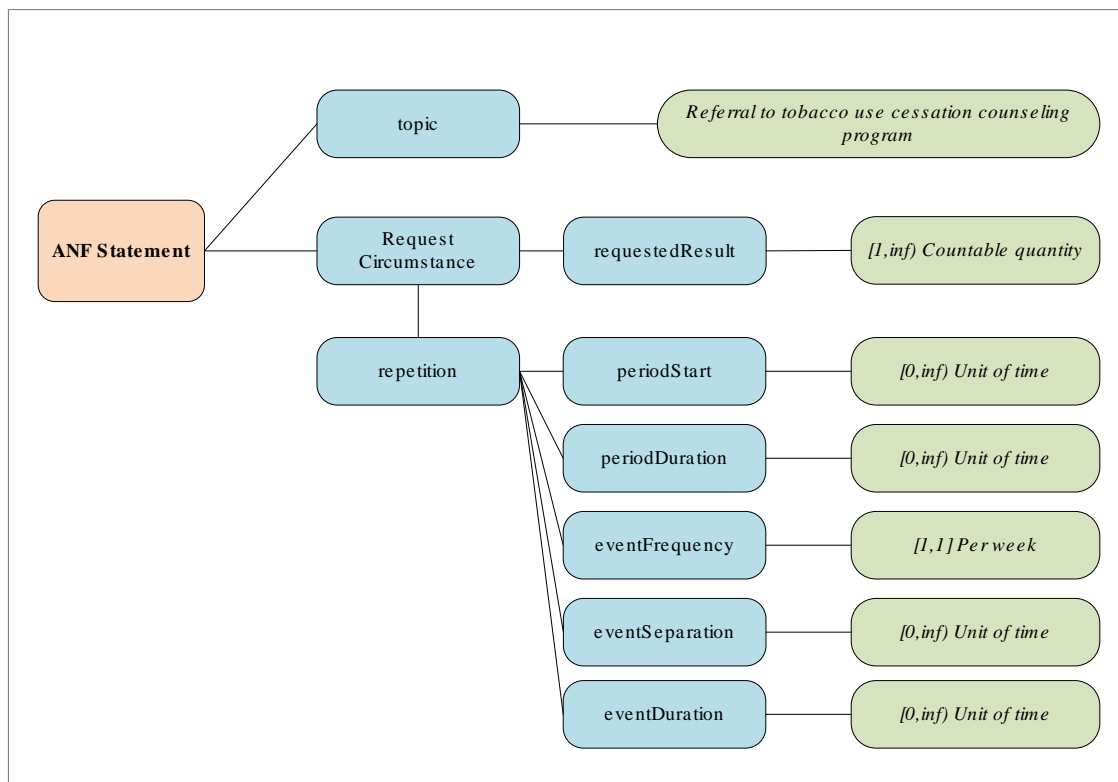 topic
Referral to tobacco use cessation counseling
program
ANF Statement
Request
Circumstance
requestedResult
[1,inf) Countable quantity
repetition
periodStart
[0,inf) Unit of time
periodDuration
[0,inf) Unit of time
eventFrequency
[1,1] Per week
eventSeparation
[0,inf) Unit of time
eventDuration
[0,inf) Unit of time